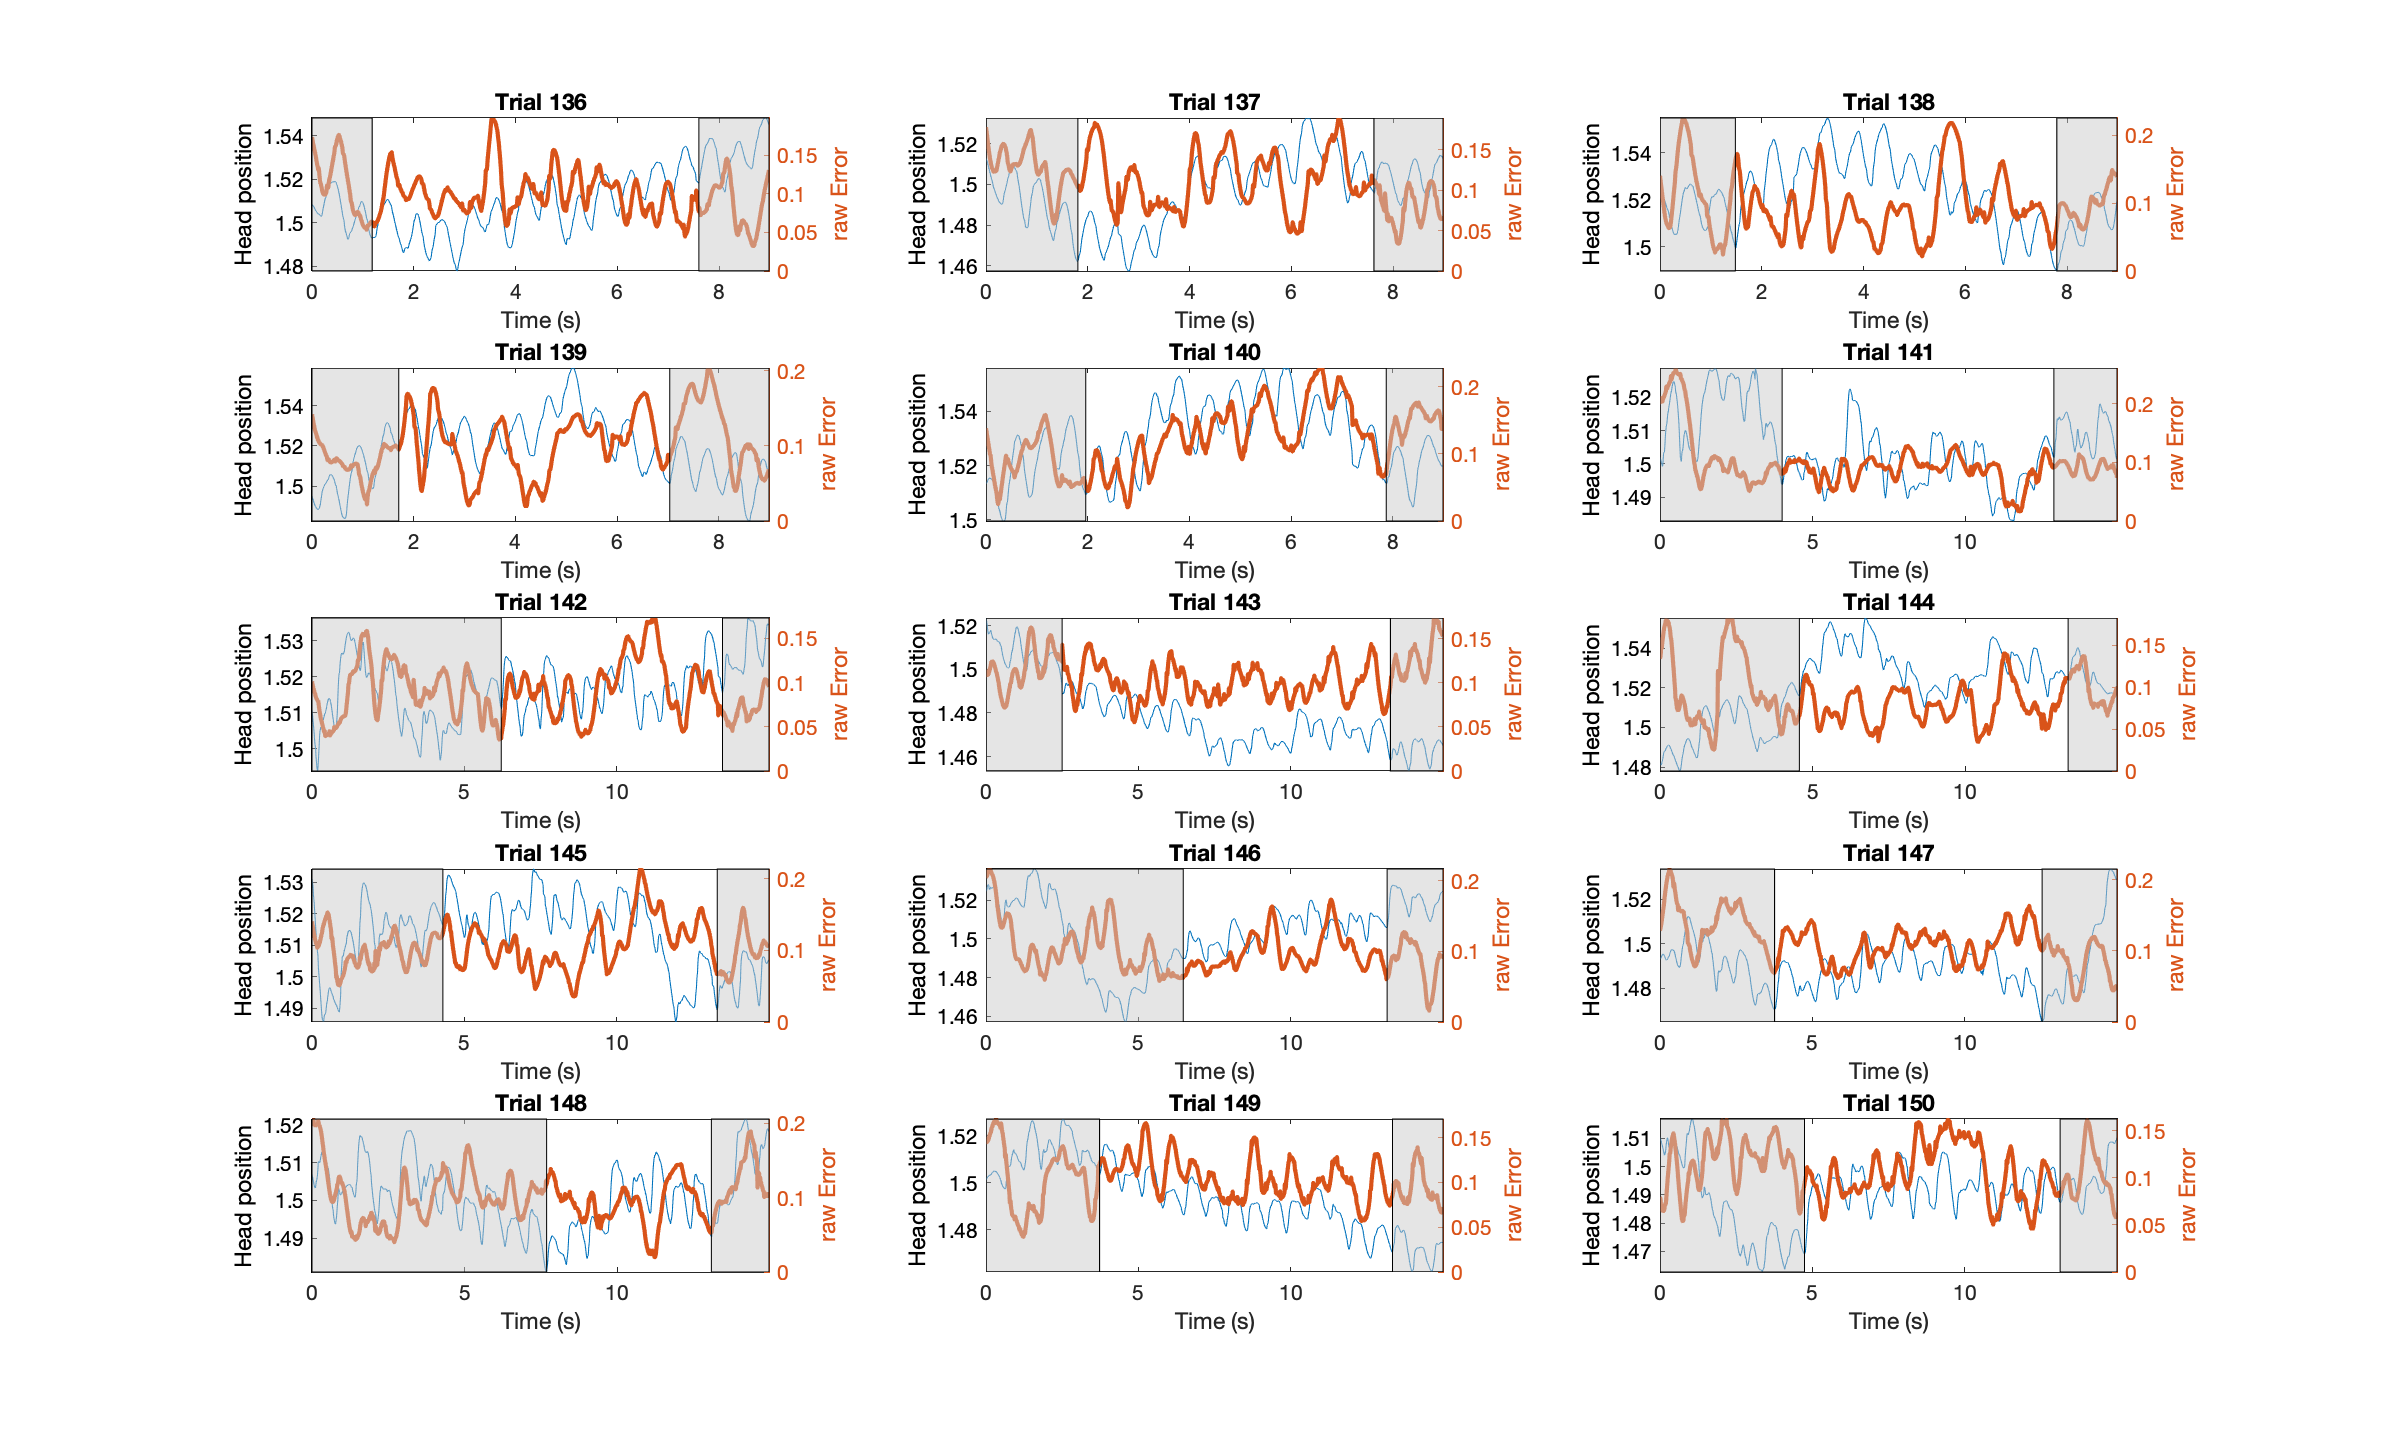 Trial 136
Head position
1.54
1.52
1.5
1.48
0.15
0.1
0.05
0
raw Error
0 2 4 6 8
Time (s)
Trial 137
Head position
1.52
1.5
1.48
1.46
0.15
0.1
0.05
0
raw Error
0 2 4 6 8
Time (s)
Trial 138
Head position
1.54
1.52
1.5
0.2
0.1
0
raw Error
0 2 4 6 8
Time (s)
Trial 139
Head position
1.54
1.52
1.5
0.2
0.1
0
raw Error
0 2 4 6 8
Time (s)
Trial 140
Head position
1.54
1.52
1.5
0.2
0.1
0
raw Error
0 2 4 6 8
Time (s)
Trial 141
Head position
1.52
1.51
1.5
1.49
0.2
0.1
0
raw Error
0 5 10
Time (s)
Trial 142
Head position
1.53
1.52
1.51
1.5
0.15
0.1
0.05
0
raw Error
0 5 10
Time (s)
Trial 143
Head position
1.52
1.5
1.48
1.46
0.15
0.1
0.05
0
raw Error
0 5 10
Time (s)
Trial 144
Head position
1.54
1.52
1.5
1.48
0.15
0.1
0.05
0
raw Error
0 5 10
Time (s)
Trial 145
Head position
1.53
1.52
1.51
1.5
1.49
0.2
0.1
0
raw Error
0 5 10
Time (s)
Trial 146
Head position
1.52
1.5
1.48
1.46
0.2
0.1
0
raw Error
0 5 10
Time (s)
Trial 147
Head position
1.52
1.5
1.48
0.2
0.1
0
raw Error
0 5 10
Time (s)
Trial 148
Head position
1.52
1.51
1.5
1.49
0.2
0.1
0
raw Error
0 5 10
Time (s)
Trial 149
Head position
1.52
1.5
1.48
0.15
0.1
0.05
0
raw Error
0 5 10
Time (s)
Trial 150
Head position
1.51
1.5
1.49
1.48
1.47
0.15
0.1
0.05
0
raw Error
0 5 10
Time (s)